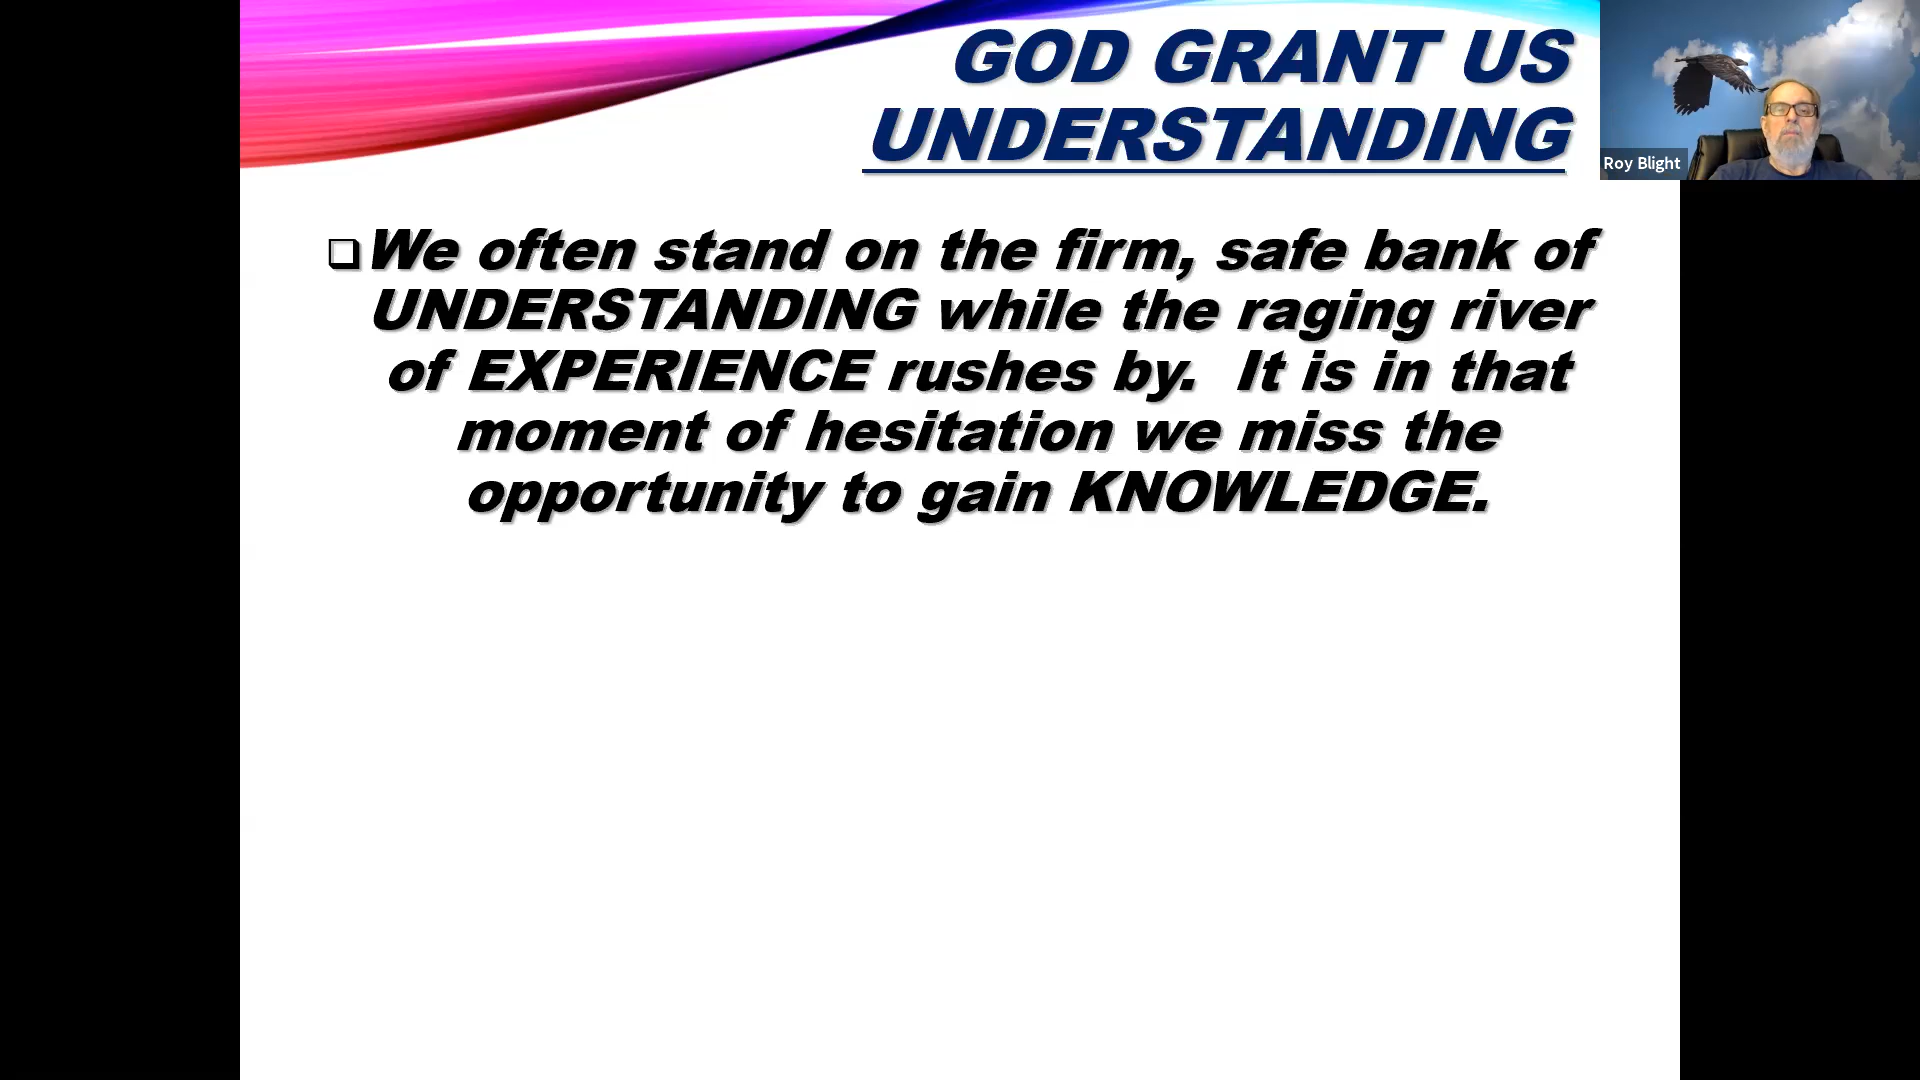 GOD GRANT US
UNDERSTANDING
Roy Blight
We often stand on the firm, safe bank of
UNDERSTANDING while the raging river
of EXPERIENCE rushes by.  It is in that
moment of hesitation we miss the
opportunity to gain KNOWLEDGE.